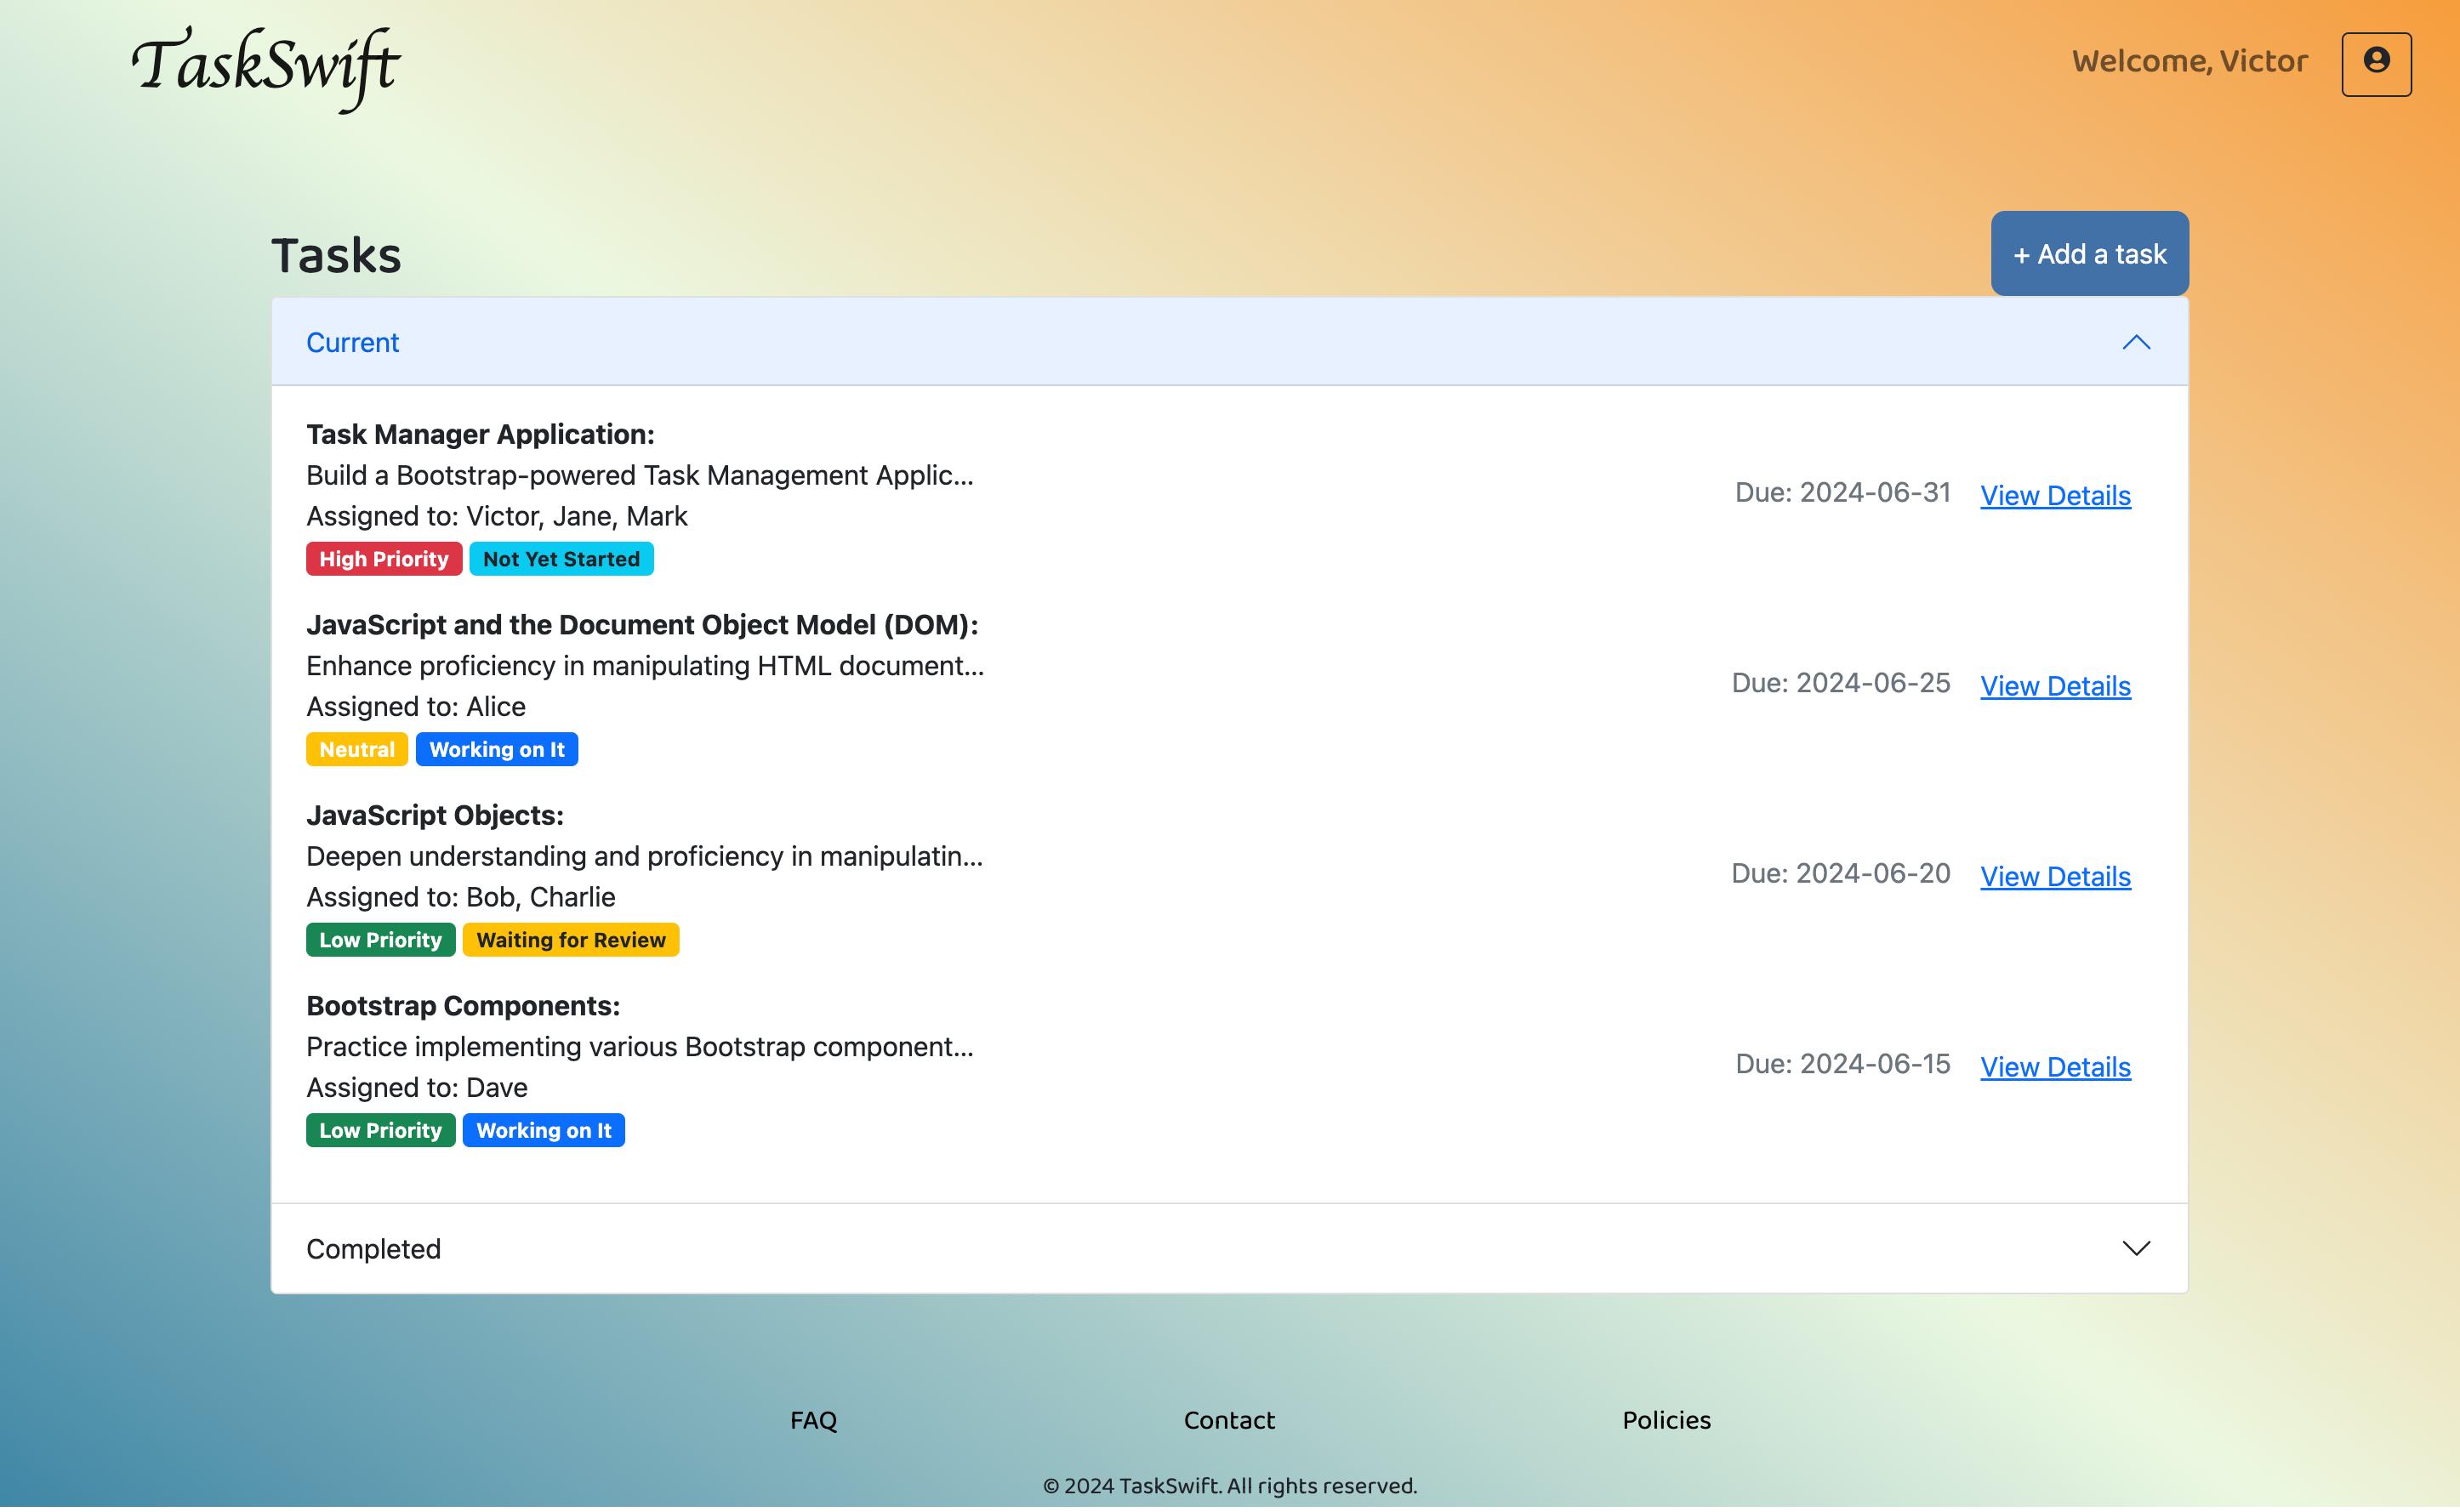 TaskSwift
Welcome, Victor
Tasks
+ Add a task
Current
Task Manager Application:
Build a Bootstrap-powered Task Management Applic...
Assigned to: Victor, Jane, Mark
High Priority Not Yet Started
Due: 2024-06-31 View Details
JavaScript and the Document Object Model (DOM):
Enhance proficiency in manipulating HTML document...
Assigned to: Alice
Neutral Working on It
Due: 2024-06-25 View Details
JavaScript Objects:
Deepen understanding and proficiency in manipulatin...
Assigned to: Bob, Charlie
Low Priority Waiting for Review
Due: 2024-06-20 View Details
Bootstrap Components:
Practice implementing various Bootstrap component...
Assigned to: Dave
Low Priority Working on It
Due: 2024-06-15 View Details
Completed
FAQ Contact Policies
© 2024 TaskSwift. All rights reserved.